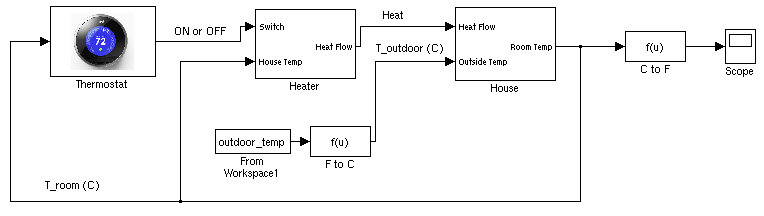 72
Thermostat
ON or OFF
Switch
House Temp
Heat Flow
Heater
Heat
T_outdoor (C)
Heat Flow
Outside Temp
Room Temp
House
f(u)
C to F
Scope
outdoor_temp
From
Workspace1
f(u)
F to C
T_room (C)